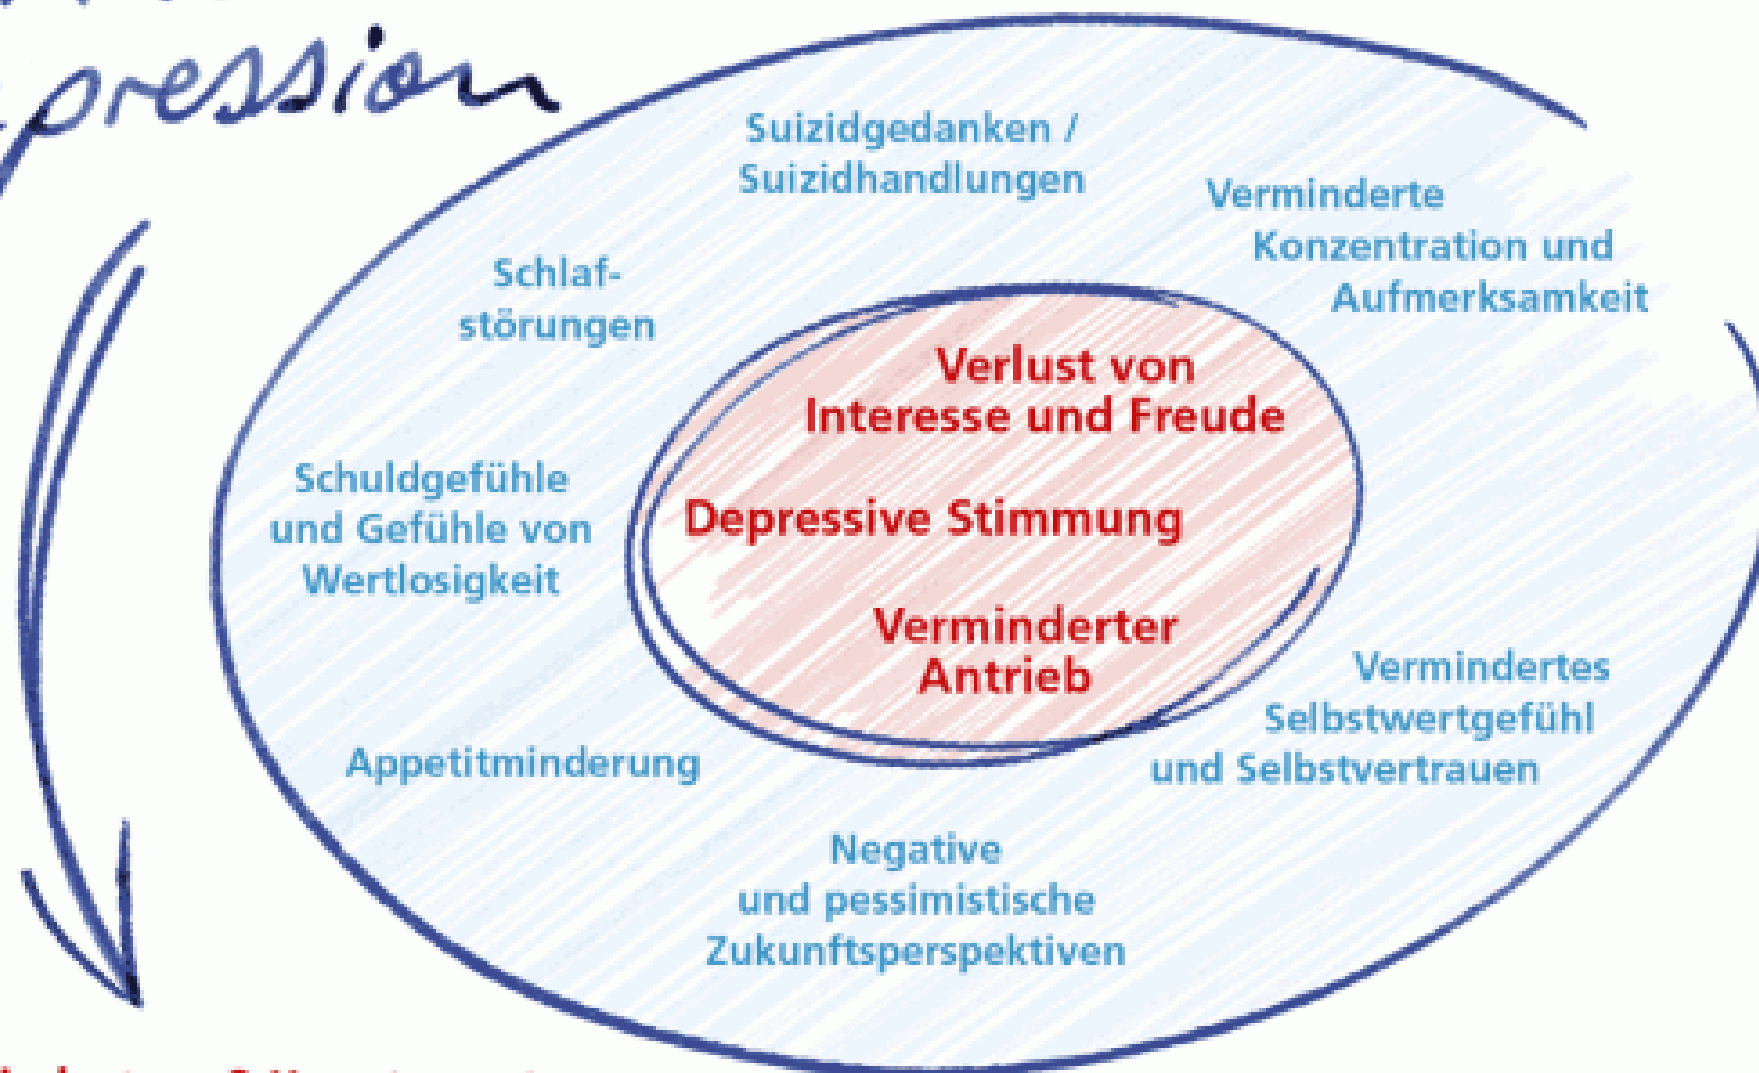 pression
Suizidgedanken /
Suizidhandlungen
Verminderte
Konzentration und
Aufmerksamkeit
Schlaf-
störungen
Verlust von
Interesse und Freude
Schuldgefühle
und Gefühle von
Wertlosigkeit
Depressive Stimmung
Verminderter
Antrieb
Vermindertes
Selbstwertgefühl
und Selbstvertrauen
Appetitminderung
Negative
und pessimistische
Zukunftsperspektiven